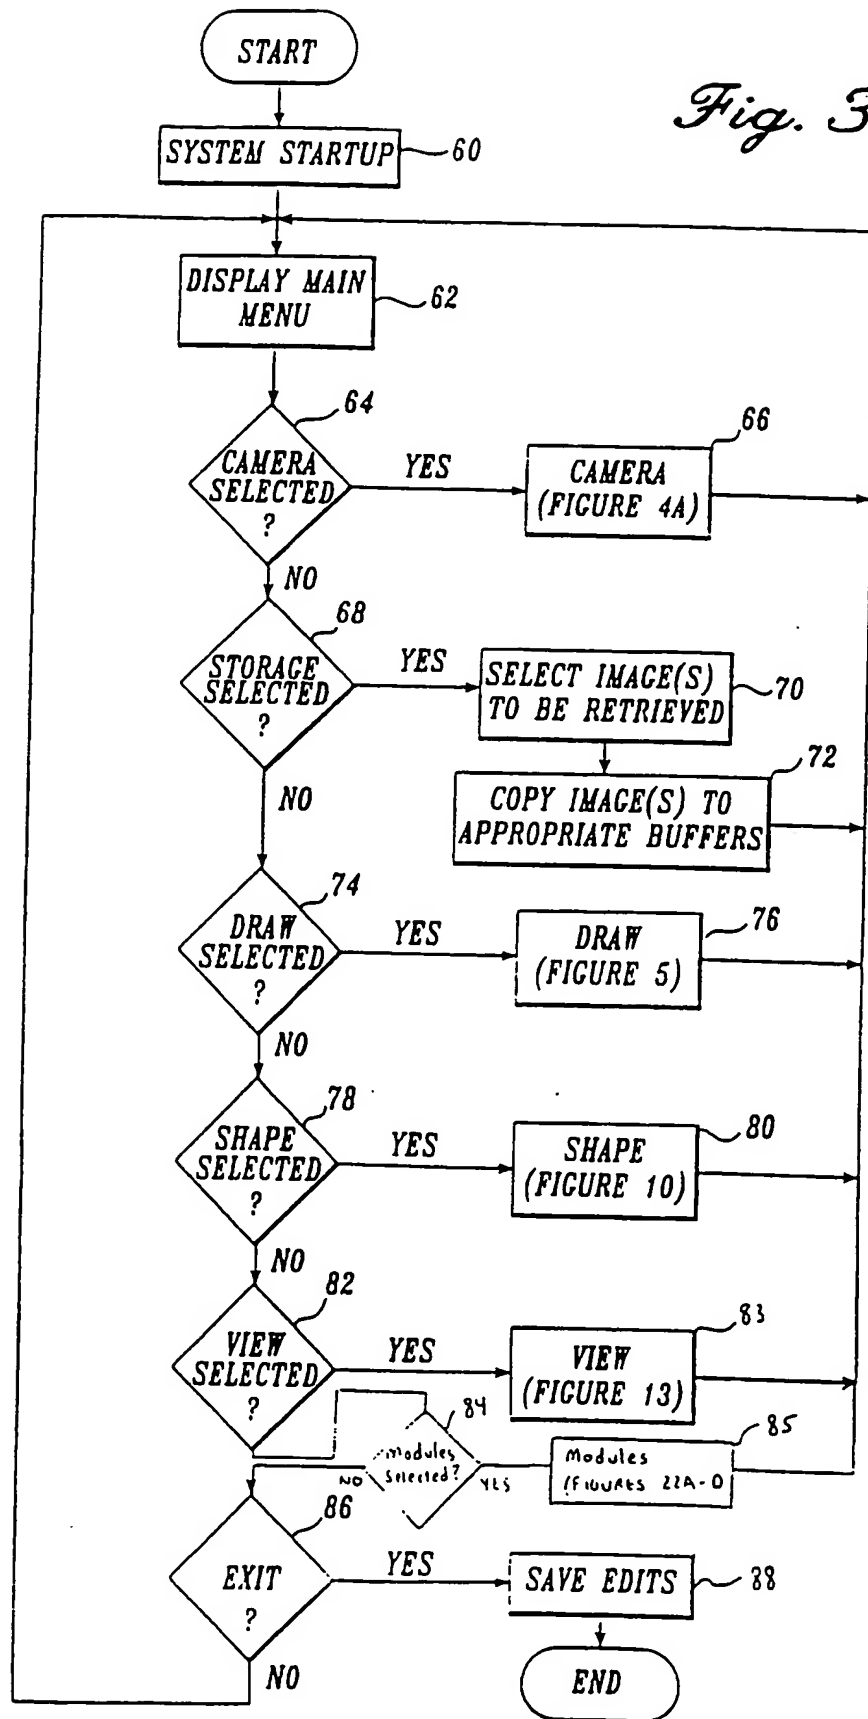 START
Fig. 3
SYSTEM STARTUP
60
DISPLAY MAIN
MENU
62
64
CAMERA
SELECTED
?
YES
66
CAMERA
(FIGURE 4A)
NO
68
STORAGE
SELECTED
?
YES
SELECT IMAGE(S)
TO BE RETRIEVED
70
72
COPY IMAGE(S) TO
APPROPRIATE BUFFERS
NO
74
DRAW
SELECTED
?
YES
76
DRAW
(FIGURE 5)
NO
78
SHAPE
SELECTED
?
YES
80
SHAPE
(FIGURE 10)
NO
82
VIEW
SELECTED
?
YES
83
VIEW
(FIGURE 13)
84
Modules
Selected?
NO
YES
85
Modules
(FIGURES 22A-O
86
EXIT
?
YES
SAVE EDITS
88
NO
END